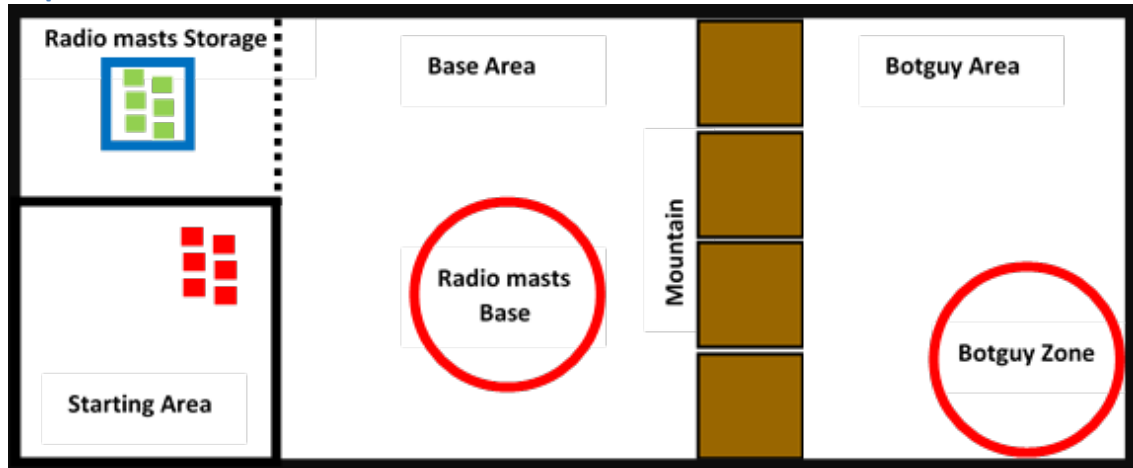 Radio masts Storage
Base Area
Botguy Area
Mountain
Radio masts
Base
Botguy Zone
Starting Area